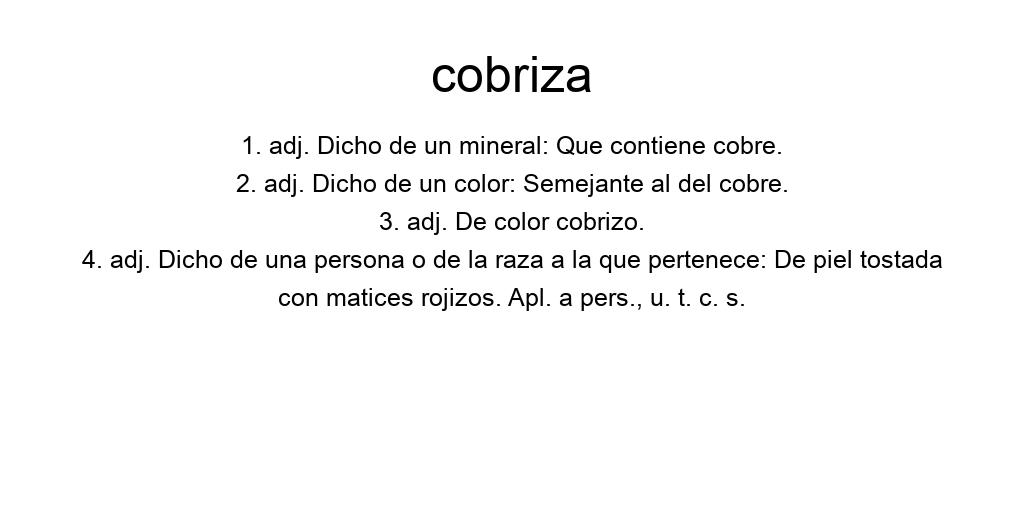 cobriza
1. adj. Dicho de un mineral: Que contiene cobre.
2. adj. Dicho de un color: Semejante al del cobre.
3. adj. De color cobrizo.
4. adj. Dicho de una persona o de la raza a la que pertenece: De piel tostada
con matices rojizos. Apl. a pers., u. t. c. s.